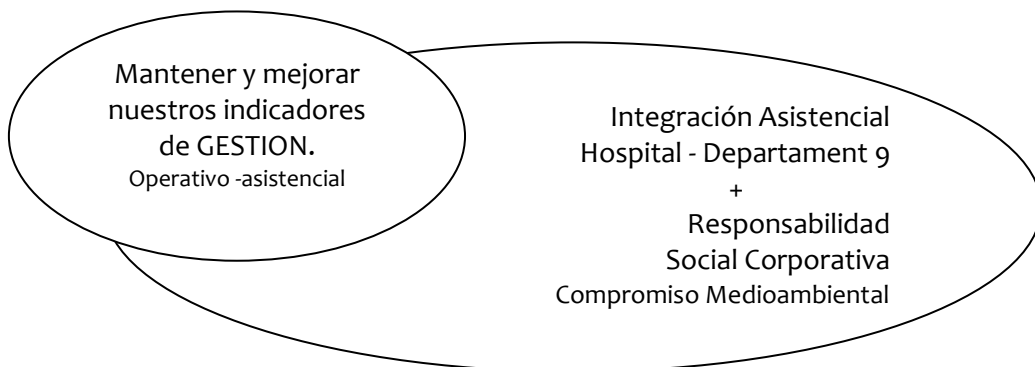 Mantener y mejorar
nuestros indicadores
de GESTION.
Operativo -asistencial
Integración Asistencial
Hospital - Departament 9
+
Responsabilidad
Social Corporativa
Compromiso Medioambiental